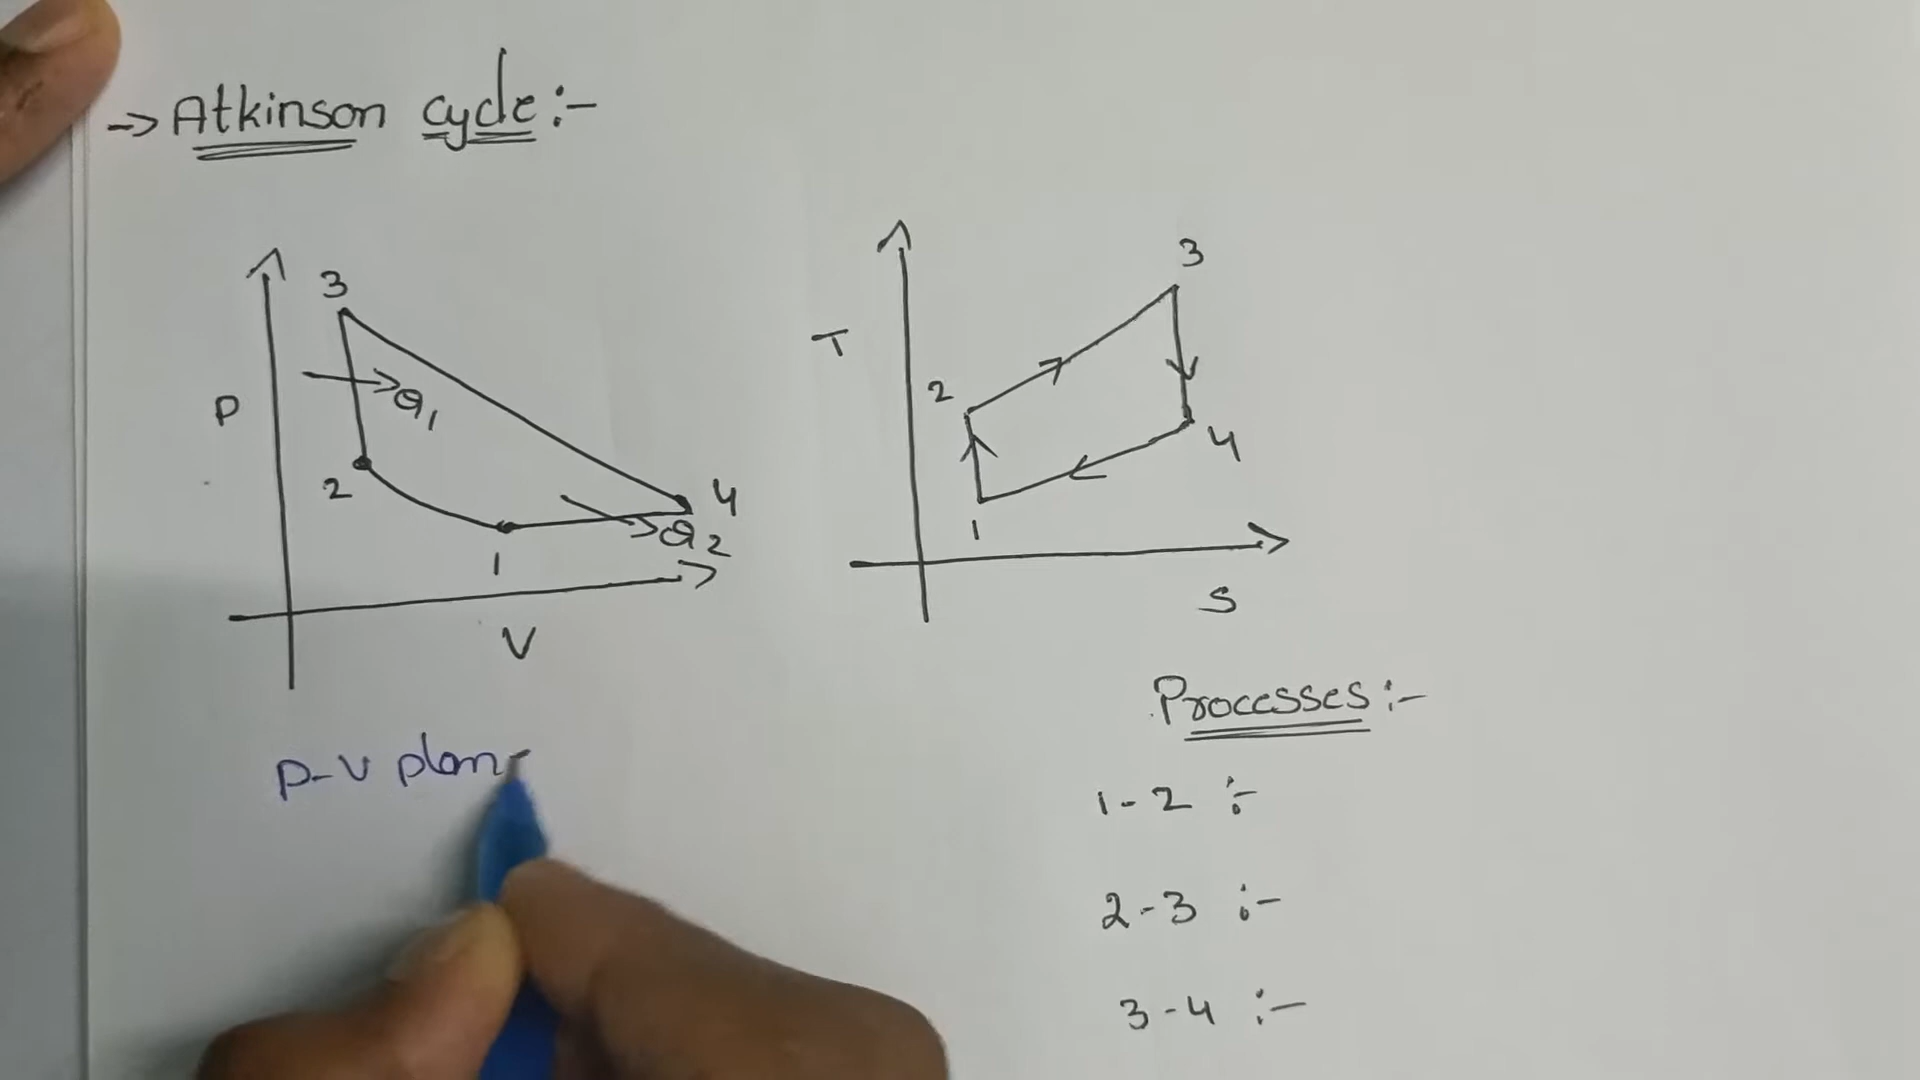 → Atkinson cycle:-
3
P
Q1
2
4
Q2
1
V
3
T
2
4
1
S
P-V plan
Processes:-
1-2 :-
2-3 :-
3-4 :-